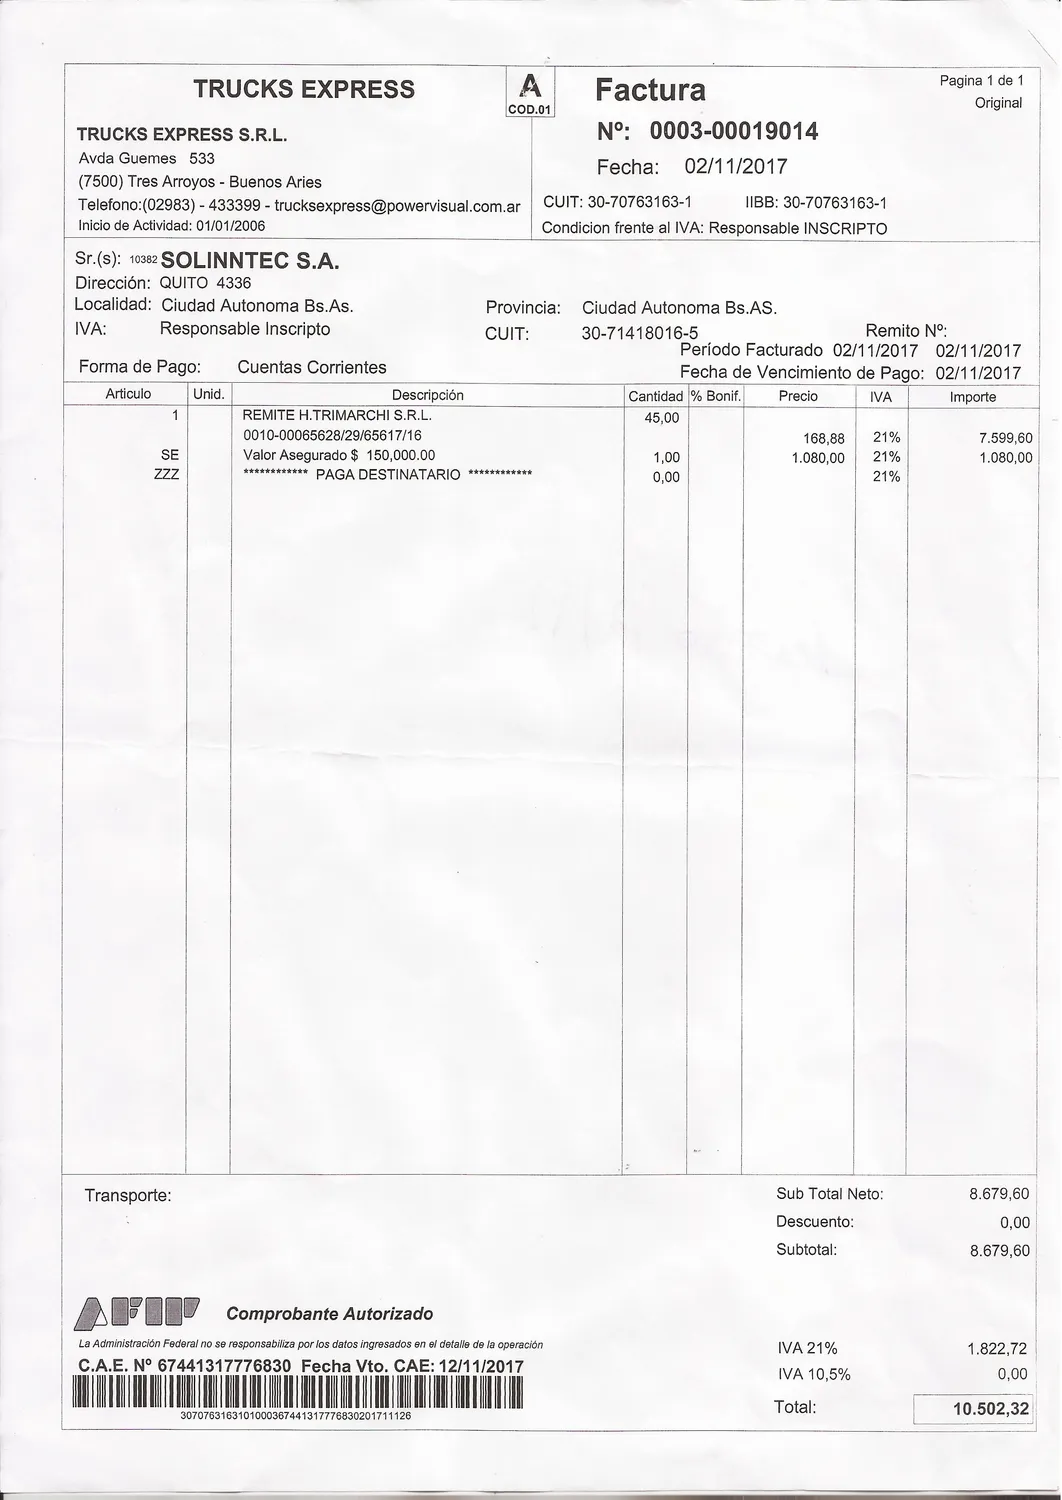 TRUCKS EXPRESS
A
COD.01
Factura
Pagina 1 de 1
Original
Nº: 0003-00019014
TRUCKS EXPRESS S.R.L.
Avda Guemes 533
Fecha: 02/11/2017
(7500) Tres Arroyos - Buenos Aries
Telefono:(02983) - 433399 - trucksexpress@powervisual.com.ar
CUIT: 30-70763163-1 IIBB: 30-70763163-1
Inicio de Actividad: 01/01/2006
Condicion frente al IVA: Responsable INSCRIPTO
Sr.(s): 10382 SOLINNTEC S.A.
Dirección: QUITO 4336
Localidad: Ciudad Autonoma Bs.As. Provincia: Ciudad Autonoma Bs.AS.
IVA: Responsable Inscripto CUIT: 30-71418016-5 Remito Nº:
Período Facturado 02/11/2017 02/11/2017
Forma de Pago: Cuentas Corrientes Fecha de Vencimiento de Pago: 02/11/2017
Articulo Unid. Descripción Cantidad % Bonif. Precio IVA Importe
1 REMITE H.TRIMARCHI S.R.L. 45,00
0010-00065628/29/65617/16 168,88 21% 7.599,60
SE Valor Asegurado $ 150,000.00 1,00 1.080,00 21% 1.080,00
ZZZ ************ PAGA DESTINATARIO ************ 0,00 21%
Transporte: Sub Total Neto: 8.679,60
Descuento: 0,00
Subtotal: 8.679,60
AFIP Comprobante Autorizado
La Administración Federal no se responsabiliza por los datos ingresados en el detalle de la operación
IVA 21% 1.822,72
C.A.E. Nº 67441317776830 Fecha Vto. CAE: 12/11/2017
IVA 10,5% 0,00
Total: 10.502,32
3070763163101000367441317776830201711126